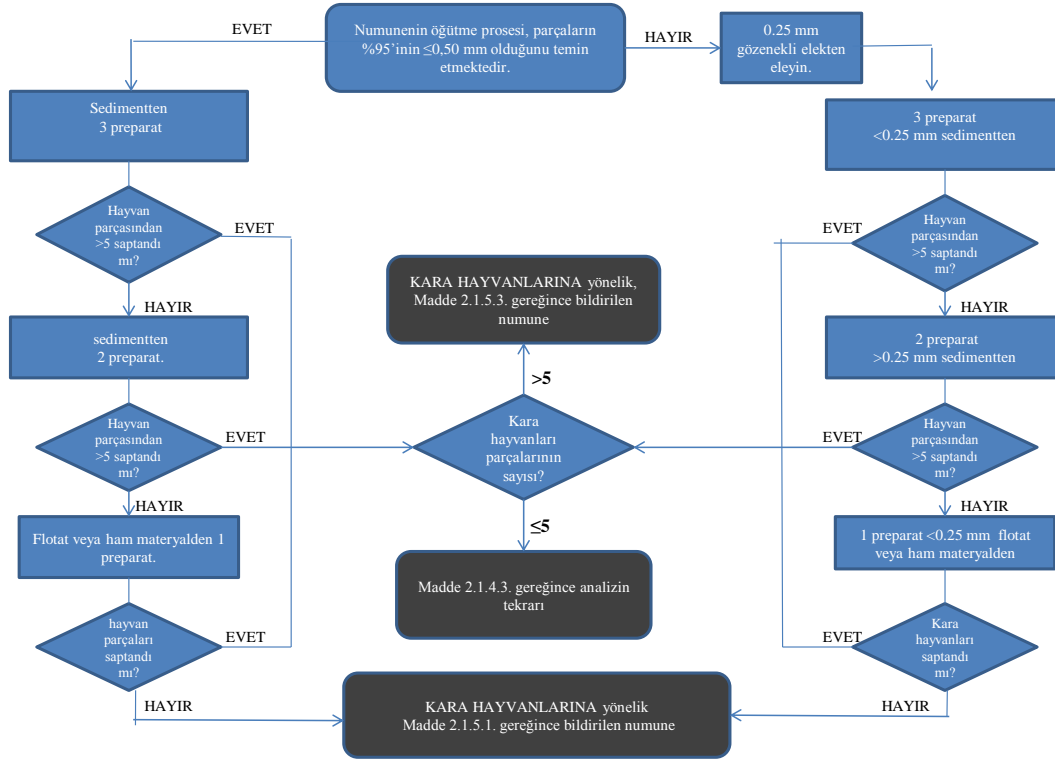 EVET
Numunenin öğütme prosesi, parçaların
%95'inin ≤0,50 mm olduğunu temin
etmektedir.
HAYIR
0.25 mm
gözenekli elekten
eleyin.
Sedimentten
3 preparat
3 preparat
<0.25 mm sedimentten
Hayvan
parçasından
>5 saptandı
mı?
EVET
EVET
Hayvan
parçasından
>5 saptandı
mı?
KARA HAYVANLARINA yönelik,
Madde 2.1.5.3. gereğince bildirilen
numune
HAYIR
HAYIR
sedimentten
2 preparat.
2 preparat
>0.25 mm sedimentten
>5
Hayvan
parçasından
>5 saptandı
mı?
EVET
Kara
hayvanları
parçalarının
sayısı?
EVET
Hayvan
parçasından
>5 saptandı
mı?
HAYIR
HAYIR
≤5
Flotat veya ham materyalden 1
preparat.
1 preparat <0.25 mm flotat
veya ham materyalden
Madde 2.1.4.3. gereğince analizin
tekrarı
hayvan
parçaları
saptandı
mı?
EVET
EVET
Kara
hayvanları
saptandı
mı?
HAYIR
KARA HAYVANLARINA yönelik
Madde 2.1.5.1. gereğince bildirilen numune
HAYIR